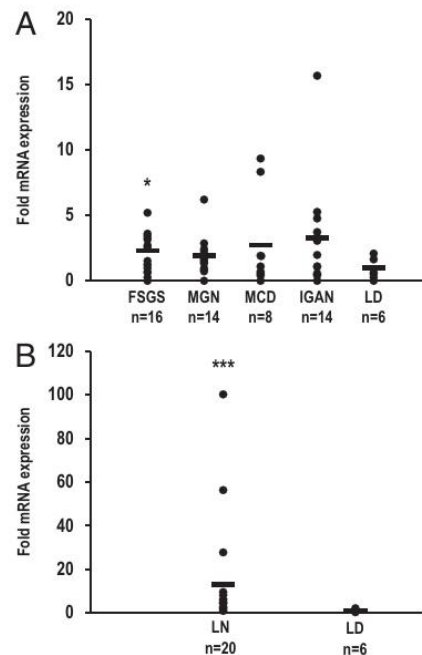 A
20
15
10
5
0
Fold mRNA expression
*
FSGS MGN MCD IGAN LD
n=16 n=14 n=8 n=14 n=6
B
120
100
80
60
40
20
0
Fold mRNA expression
***
LN LD
n=20 n=6